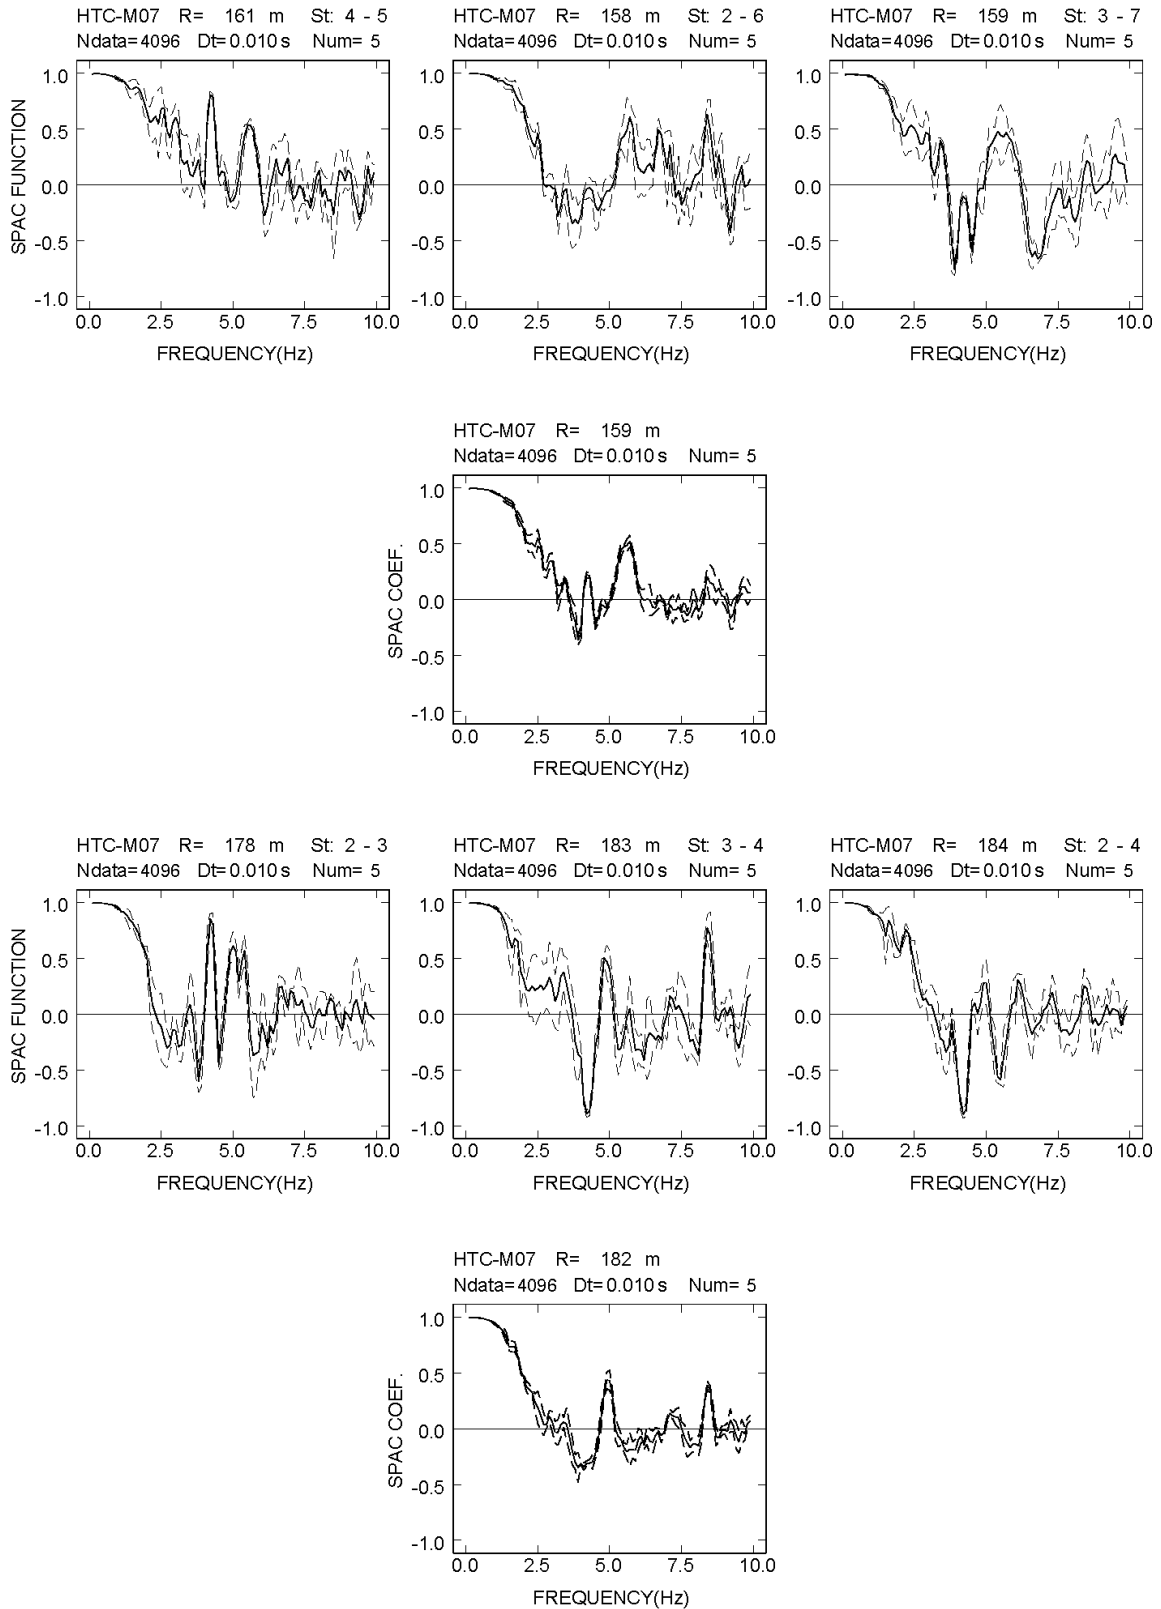 HTC-M07 R= 161 m St: 4 - 5
Ndata=4096 Dt=0.010 s Num= 5
HTC-M07 R= 158 m St: 2 - 6
Ndata=4096 Dt=0.010 s Num= 5
HTC-M07 R= 159 m St: 3 - 7
Ndata=4096 Dt=0.010 s Num= 5
SPAC FUNCTION
1.0
0.5
0.0
-0.5
-1.0
0.0 2.5 5.0 7.5 10.0
FREQUENCY(Hz)
1.0
0.5
0.0
-0.5
-1.0
0.0 2.5 5.0 7.5 10.0
FREQUENCY(Hz)
1.0
0.5
0.0
-0.5
-1.0
0.0 2.5 5.0 7.5 10.0
FREQUENCY(Hz)
HTC-M07 R= 159 m
Ndata=4096 Dt=0.010 s Num= 5
SPAC COEF.
1.0
0.5
0.0
-0.5
-1.0
0.0 2.5 5.0 7.5 10.0
FREQUENCY(Hz)
HTC-M07 R= 178 m St: 2 - 3
Ndata=4096 Dt=0.010 s Num= 5
HTC-M07 R= 183 m St: 3 - 4
Ndata=4096 Dt=0.010 s Num= 5
HTC-M07 R= 184 m St: 2 - 4
Ndata=4096 Dt=0.010 s Num= 5
SPAC FUNCTION
1.0
0.5
0.0
-0.5
-1.0
0.0 2.5 5.0 7.5 10.0
FREQUENCY(Hz)
1.0
0.5
0.0
-0.5
-1.0
0.0 2.5 5.0 7.5 10.0
FREQUENCY(Hz)
1.0
0.5
0.0
-0.5
-1.0
0.0 2.5 5.0 7.5 10.0
FREQUENCY(Hz)
HTC-M07 R= 182 m
Ndata=4096 Dt=0.010 s Num= 5
SPAC COEF.
1.0
0.5
0.0
-0.5
-1.0
0.0 2.5 5.0 7.5 10.0
FREQUENCY(Hz)